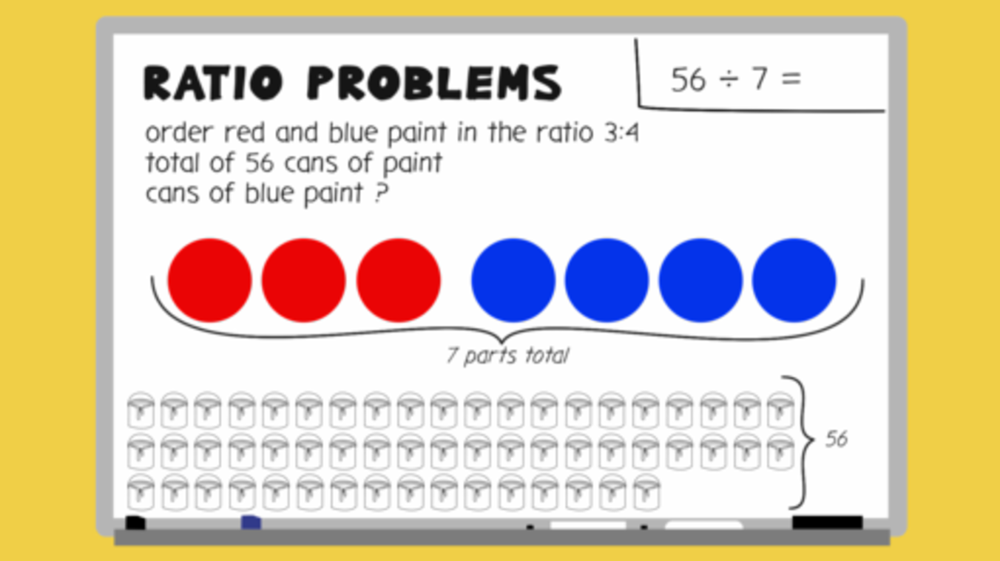 RATIO PROBLEMS
56 ÷ 7 =
order red and blue paint in the ratio 3:4
total of 56 cans of paint
cans of blue paint ?
7 parts total
56